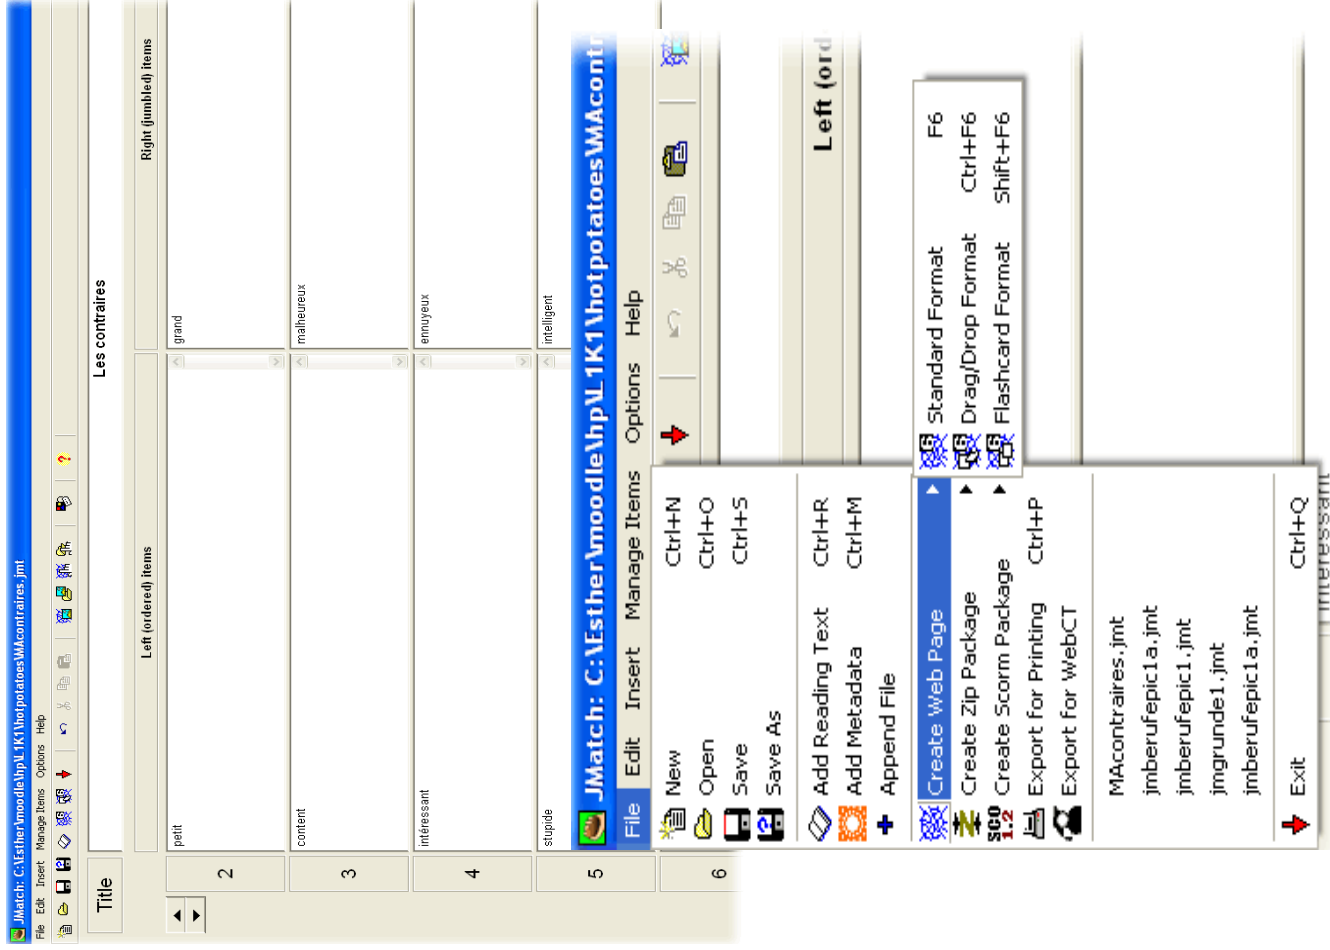 JMatch: C:\Esther\moodle\hp\L1K1\hotpotatoes\MAcontraires.jmt
File Edit Insert Manage Items Options Help
Title Les contraires
Left (ordered) items Right (jumbled) items
2 petit grand
3 content malheureux
4 intéressant ennuyeux
5 stupide intelligent
6
JMatch: C:\Esther\moodle\hp\L1K1\hotpotatoes\MAcontr
File Edit Insert Manage Items Options Help
New Ctrl+N
Open Ctrl+O
Save Ctrl+S
Save As
Add Reading Text Ctrl+R
Add Metadata Ctrl+M
Append File
Create Web Page
Create Zip Package
SCO 1.2 Create Scorm Package
Export for Printing Ctrl+P
Export for WebCT
MAcontraires.jmt
jmberufepic1a.jmt
jmberufepic1.jmt
jmgrunde1.jmt
jmberufepic1a.jmt
Exit Ctrl+Q
Standard Format F6
Drag/Drop Format Ctrl+F6
Flashcard Format Shift+F6
Left (ord
intéressant